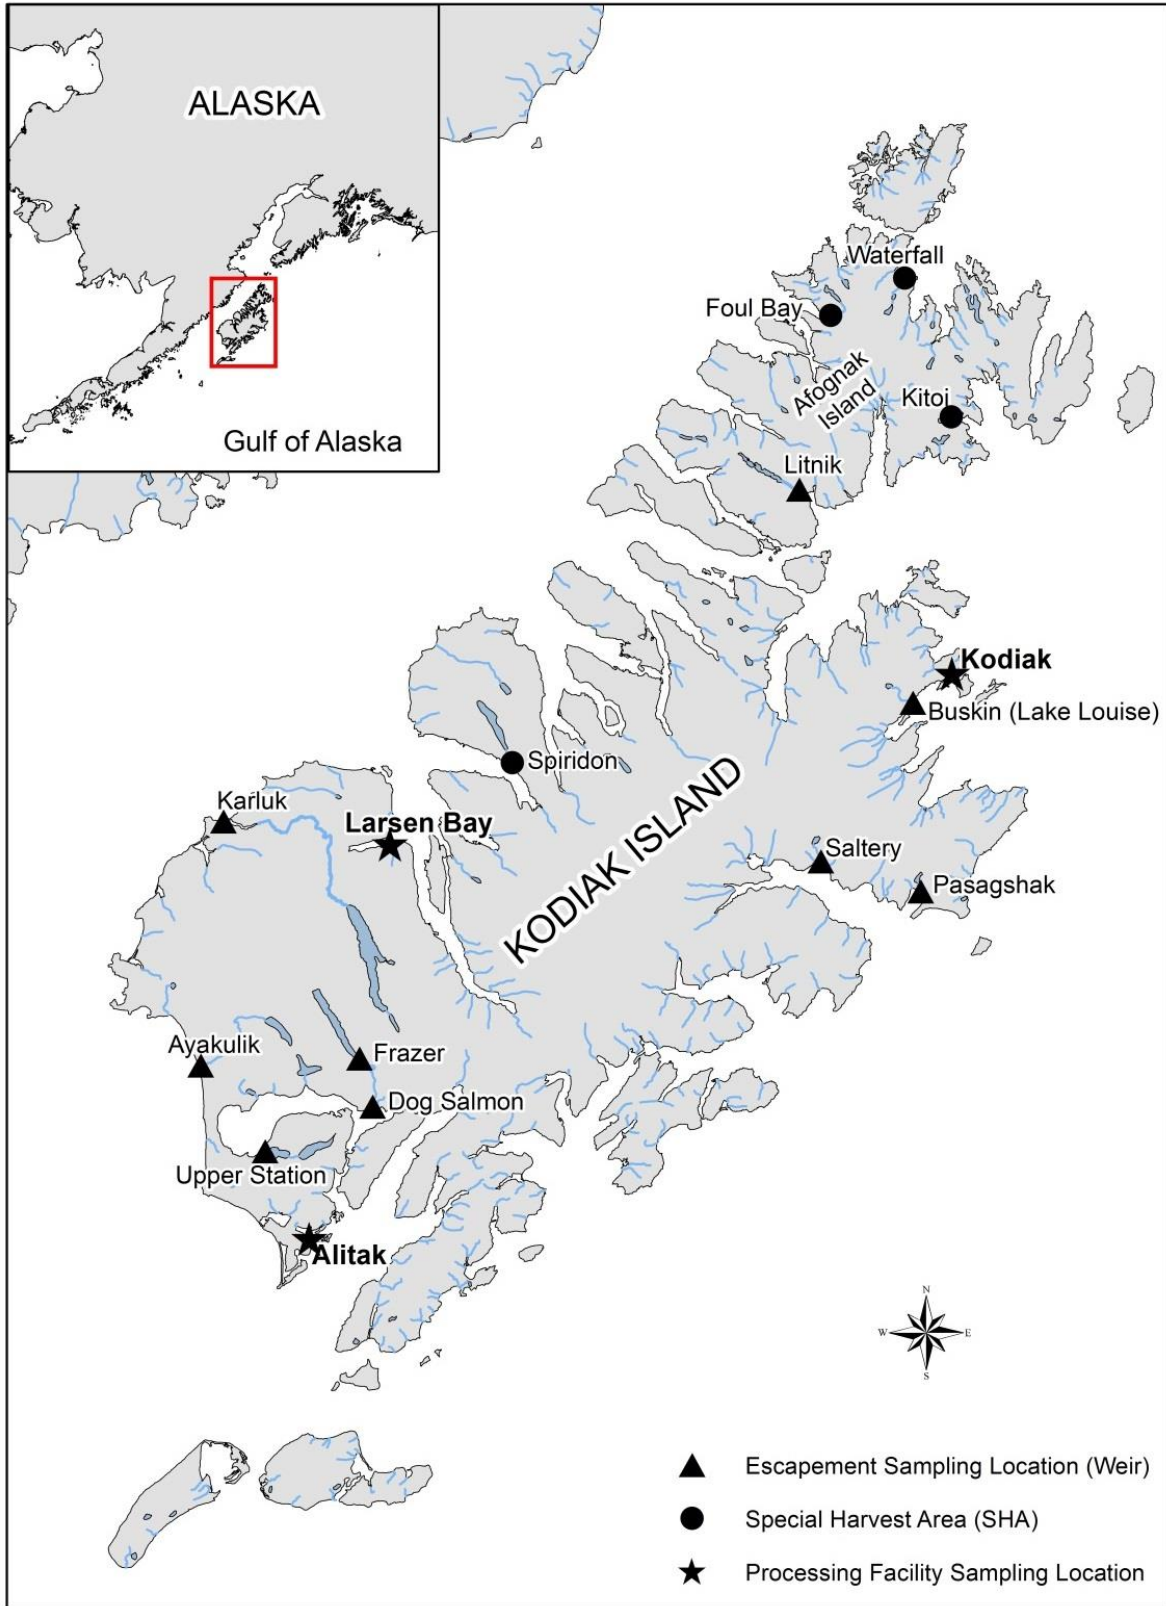 ALASKA
Gulf of Alaska
Waterfall
Foul Bay
Afognak
Island
Kitoi
Litnik
Kodiak
Buskin (Lake Louise)
Spiridon
KODIAK ISLAND
Karluk
Larsen Bay
Saltery
Pasagshak
Ayakulik
Frazer
Dog Salmon
Upper Station
Alitak
N
W E
S
Escapement Sampling Location (Weir)
Special Harvest Area (SHA)
Processing Facility Sampling Location